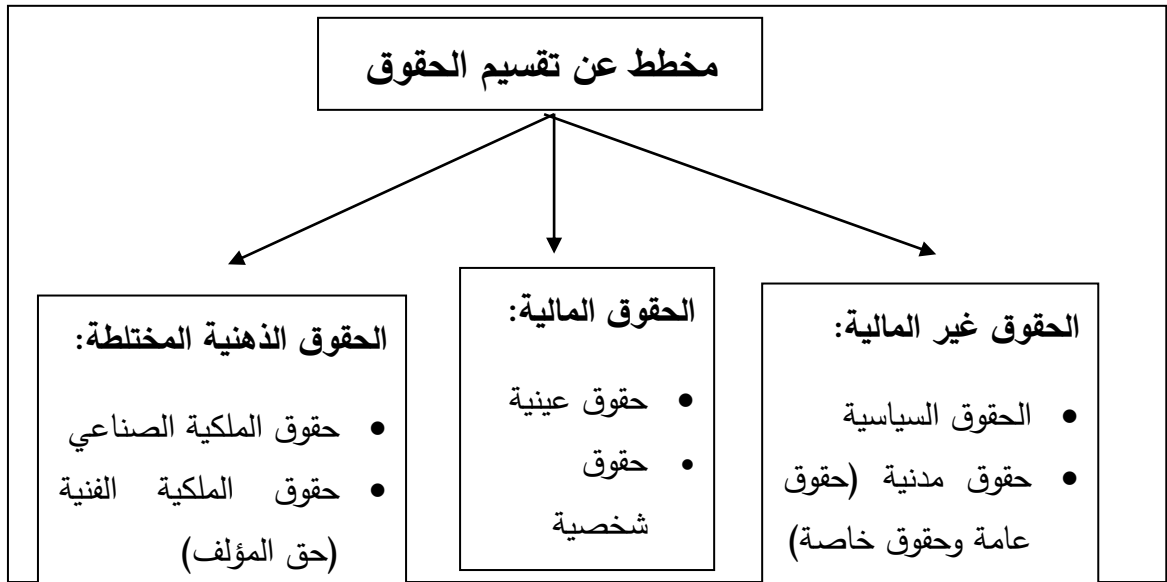 مخطط عن تقسيم الحقوق
الحقوق غير المالية:
• الحقوق السياسية
• حقوق مدنية (حقوق
عامة وحقوق خاصة)
الحقوق المالية:
• حقوق عينية
• حقوق
شخصية
الحقوق الذهنية المختلطة:
• حقوق الملكية الصناعي
• حقوق الملكية الفنية
(حق المؤلف)